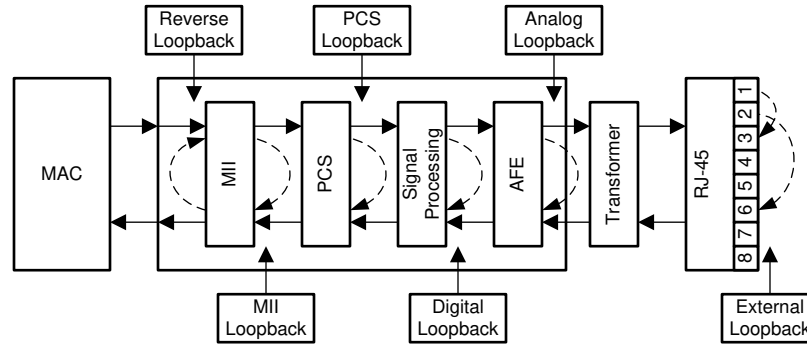 Reverse
Loopback
PCS
Loopback
Analog
Loopback
MAC
MII
PCS
Signal
Processing
AFE
Transformer
RJ-45
1
2
3
4
5
6
7
8
MII
Loopback
Digital
Loopback
External
Loopback